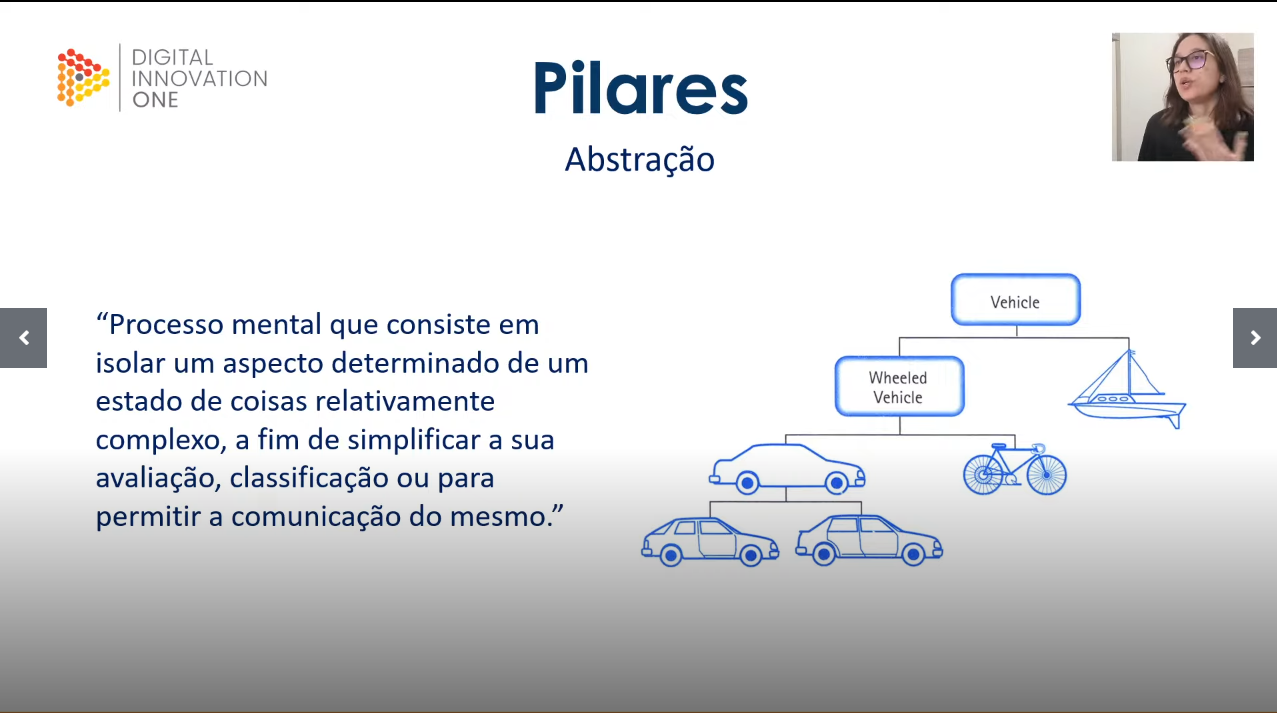 DIGITAL
INNOVATION
ONE
Pilares
Abstração
“Processo mental que consiste em
isolar um aspecto determinado de um
estado de coisas relativamente
complexo, a fim de simplificar a sua
avaliação, classificação ou para
permitir a comunicação do mesmo.”
Vehicle
Wheeled
Vehicle